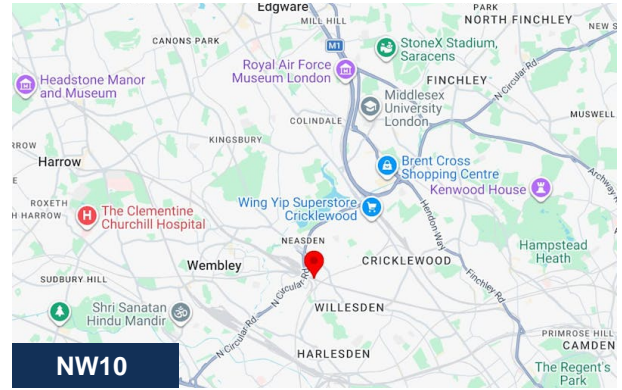 Edgware
MILL HILL
PARK
NORTH FINCHLEY
NEW S
CANONS PARK
M1
StoneX Stadium,
Saracens
Royal Air Force
Museum London
FINCHLEY
N Circular Rd
Headstone Manor
and Museum
Middlesex
University
London
COLINDALE
MUSWELL
KINGSBURY
RROW
Harrow
Brent Cross
Shopping Centre
Archway R
Kenwood House
ROXETH
H HARROW
The Clementine
Churchill Hospital
Wing Yip Superstore
Cricklewood
Hendon Way
NEASDEN
Hampstead
Heath
Wembley
CRICKLEWOOD
SUDBURY HILL
N Circular Rd
Finchley Rd
Shri Sanatan
Hindu Mandir
WILLESDEN
N Circular Rd
PRIMROSE HILL
CAMDEN
HARLESDEN
The Regent's
Park
NW10